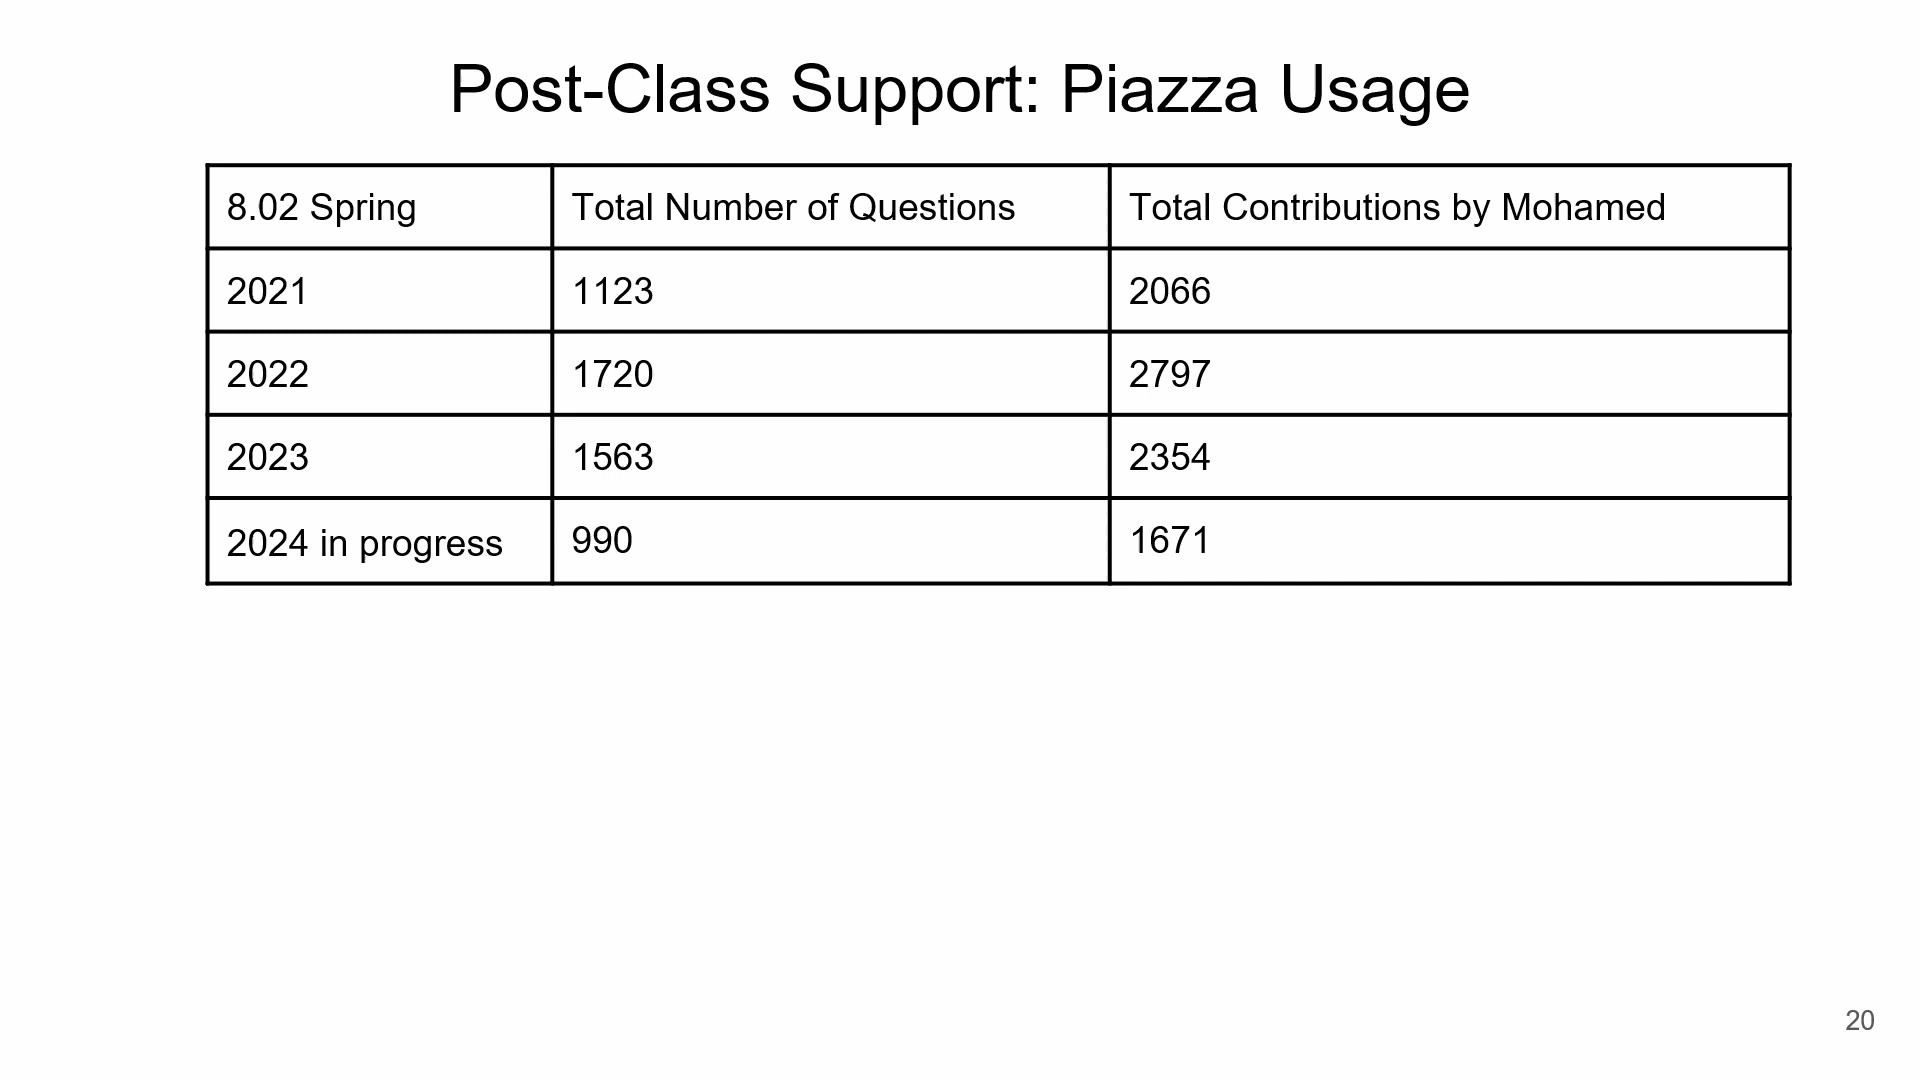 Post-Class Support: Piazza Usage
8.02 Spring Total Number of Questions Total Contributions by Mohamed
2021 1123 2066
2022 1720 2797
2023 1563 2354
2024 in progress 990 1671
20